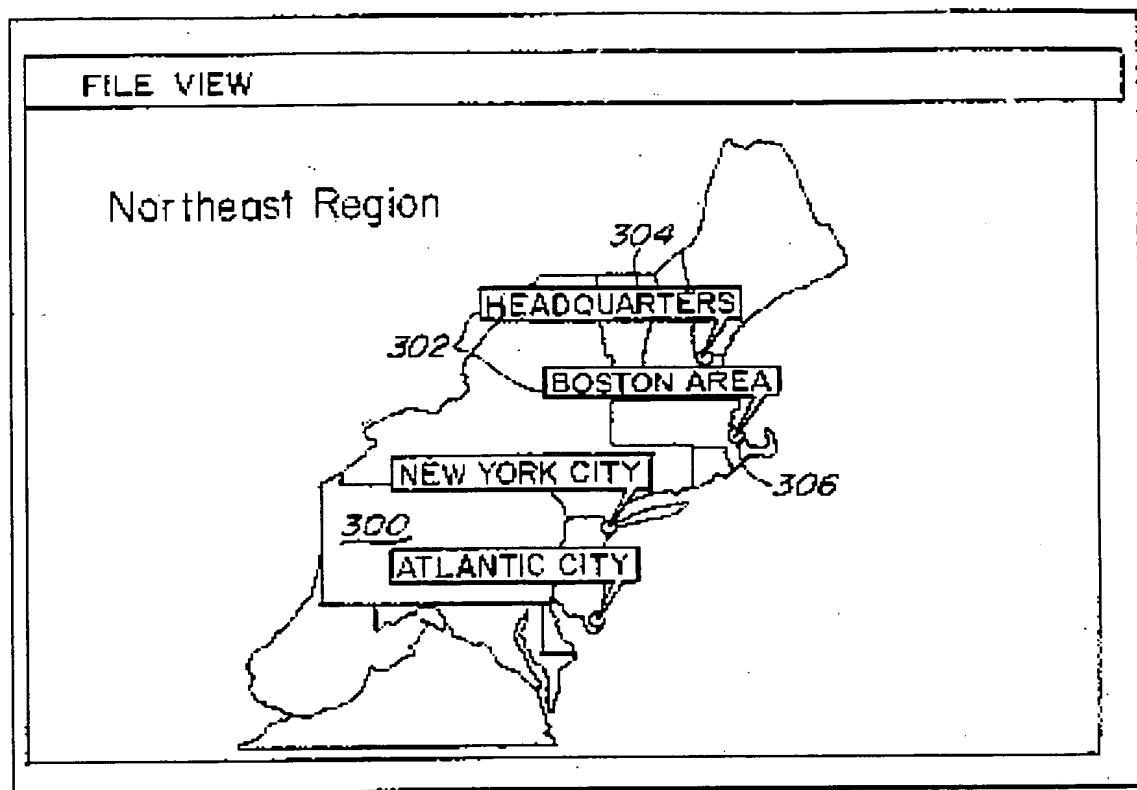 FILE VIEW
Northeast Region
304
HEADQUARTERS
302
BOSTON AREA
NEW YORK CITY
306
300
ATLANTIC CITY